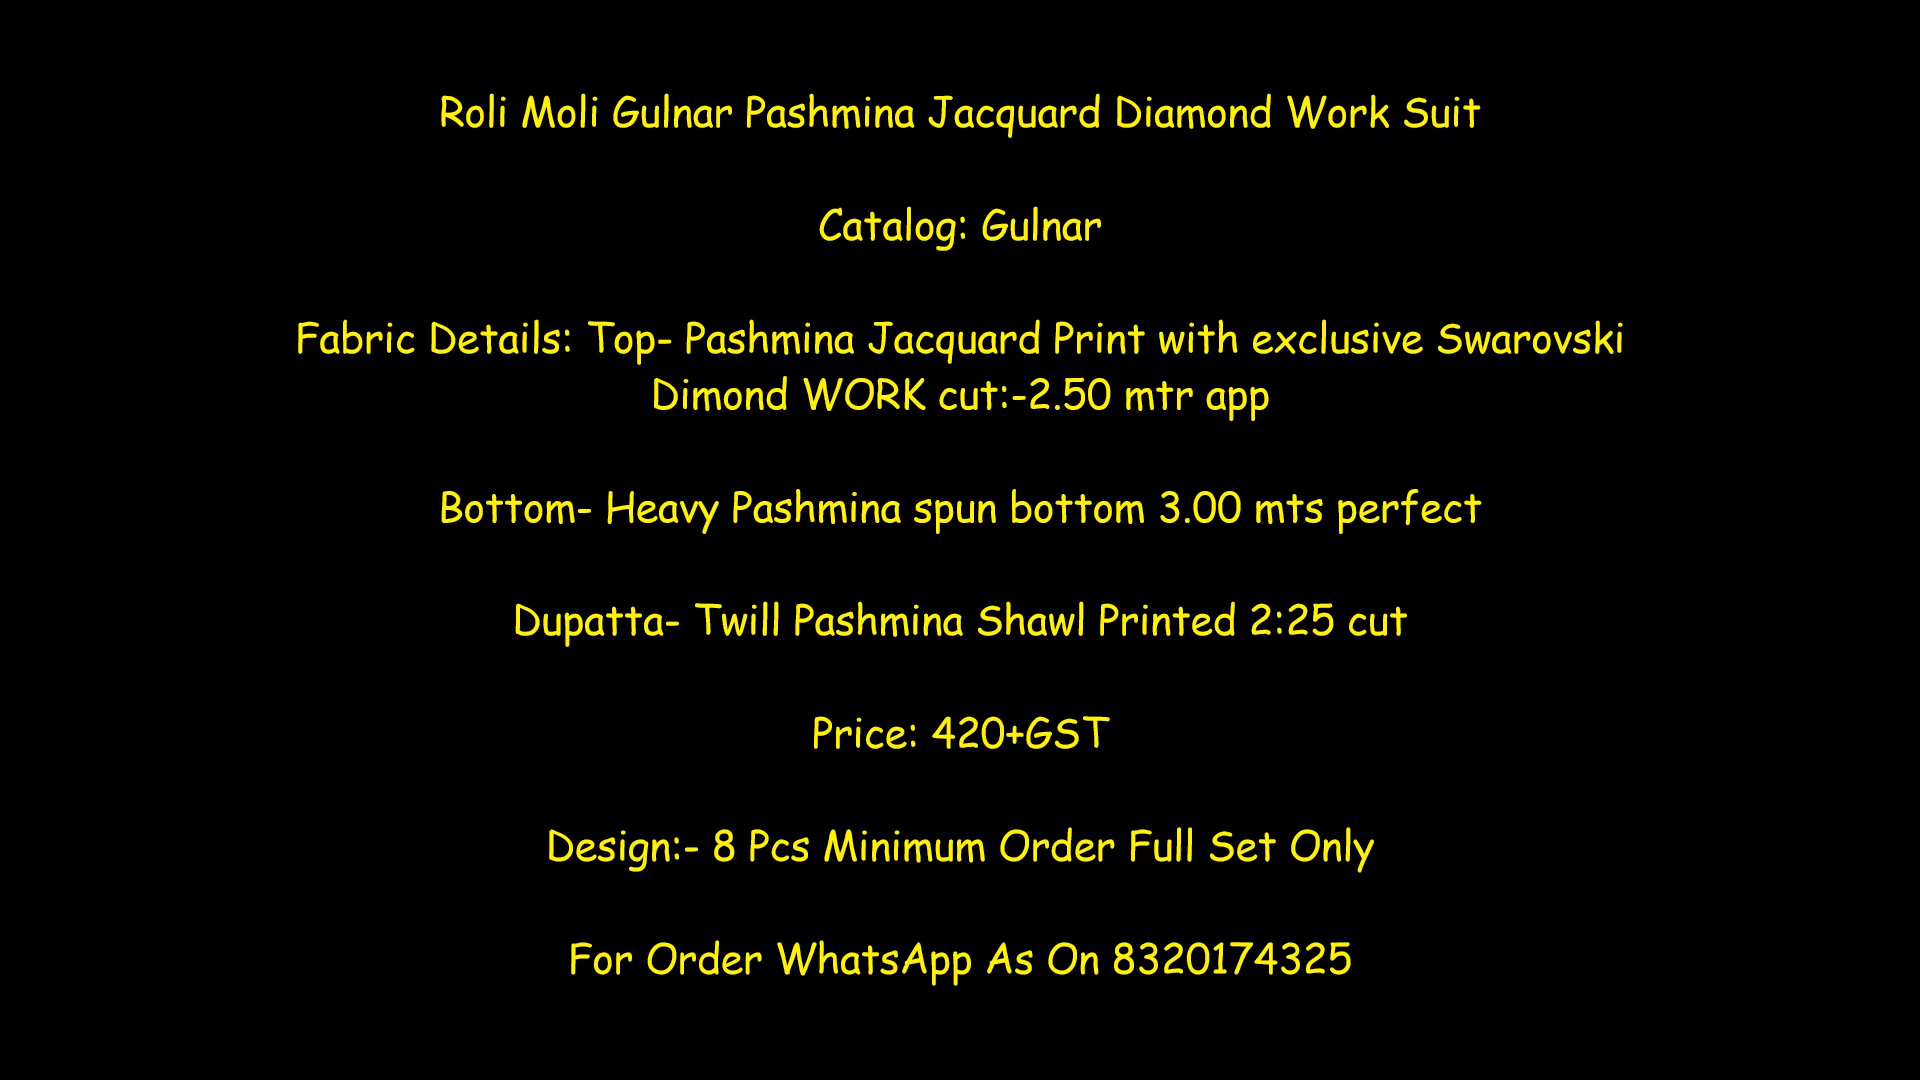 Roli Moli Gulnar Pashmina Jacquard Diamond Work Suit
Catalog: Gulnar
Fabric Details: Top- Pashmina Jacquard Print with exclusive Swarovski
Dimond WORK cut:-2.50 mtr app
Bottom- Heavy Pashmina spun bottom 3.00 mts perfect
Dupatta- Twill Pashmina Shawl Printed 2:25 cut
Price: 420+GST
Design:- 8 Pcs Minimum Order Full Set Only
For Order WhatsApp As On 8320174325